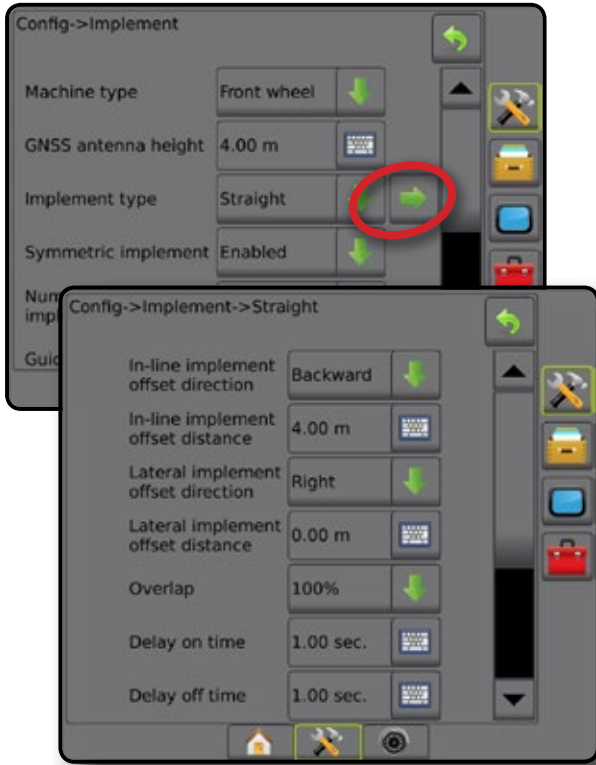 Config->Implement
Machine type Front wheel
GNSS antenna height 4.00 m
Implement type Straight
Symmetric implement Enabled
Config->Implement->Straight
In-line implement
offset direction
Backward
In-line implement
offset distance
4.00 m
Lateral implement
offset direction
Right
Lateral implement
offset distance
0.00 m
Overlap 100%
Delay on time 1.00 sec.
Delay off time 1.00 sec.